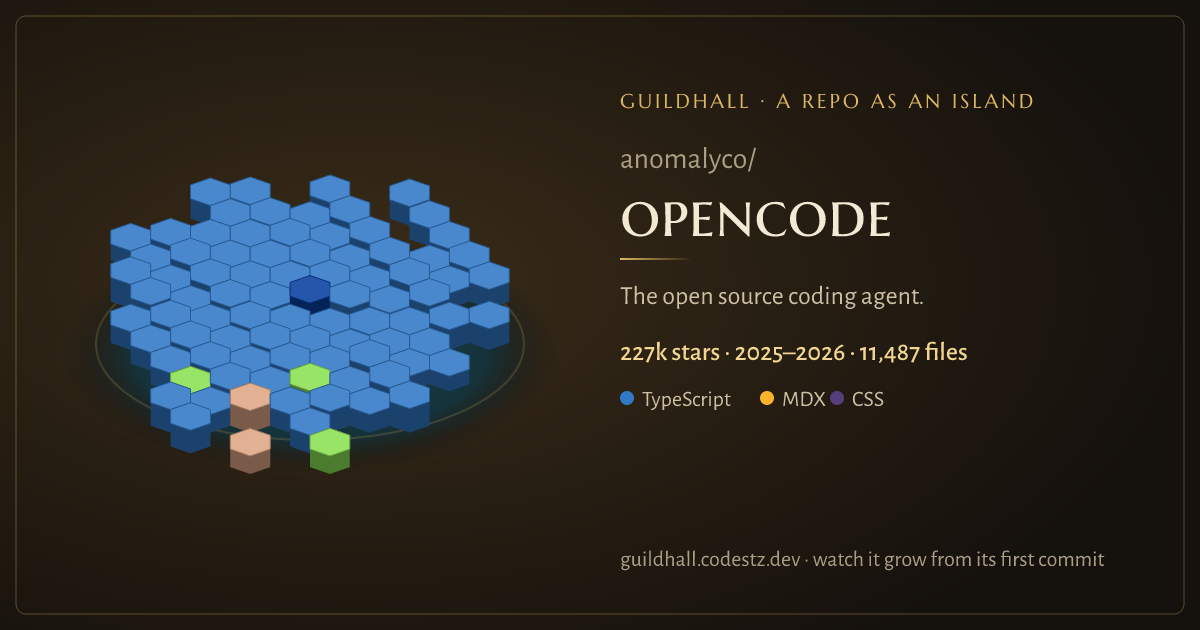 GUILDHALL · A REPO AS AN ISLAND
anomalyco/
OPENCODE
The open source coding agent.
227k stars · 2025–2026 · 11,487 files
TypeScript MDX CSS
guildhall.codestz.dev · watch it grow from its first commit